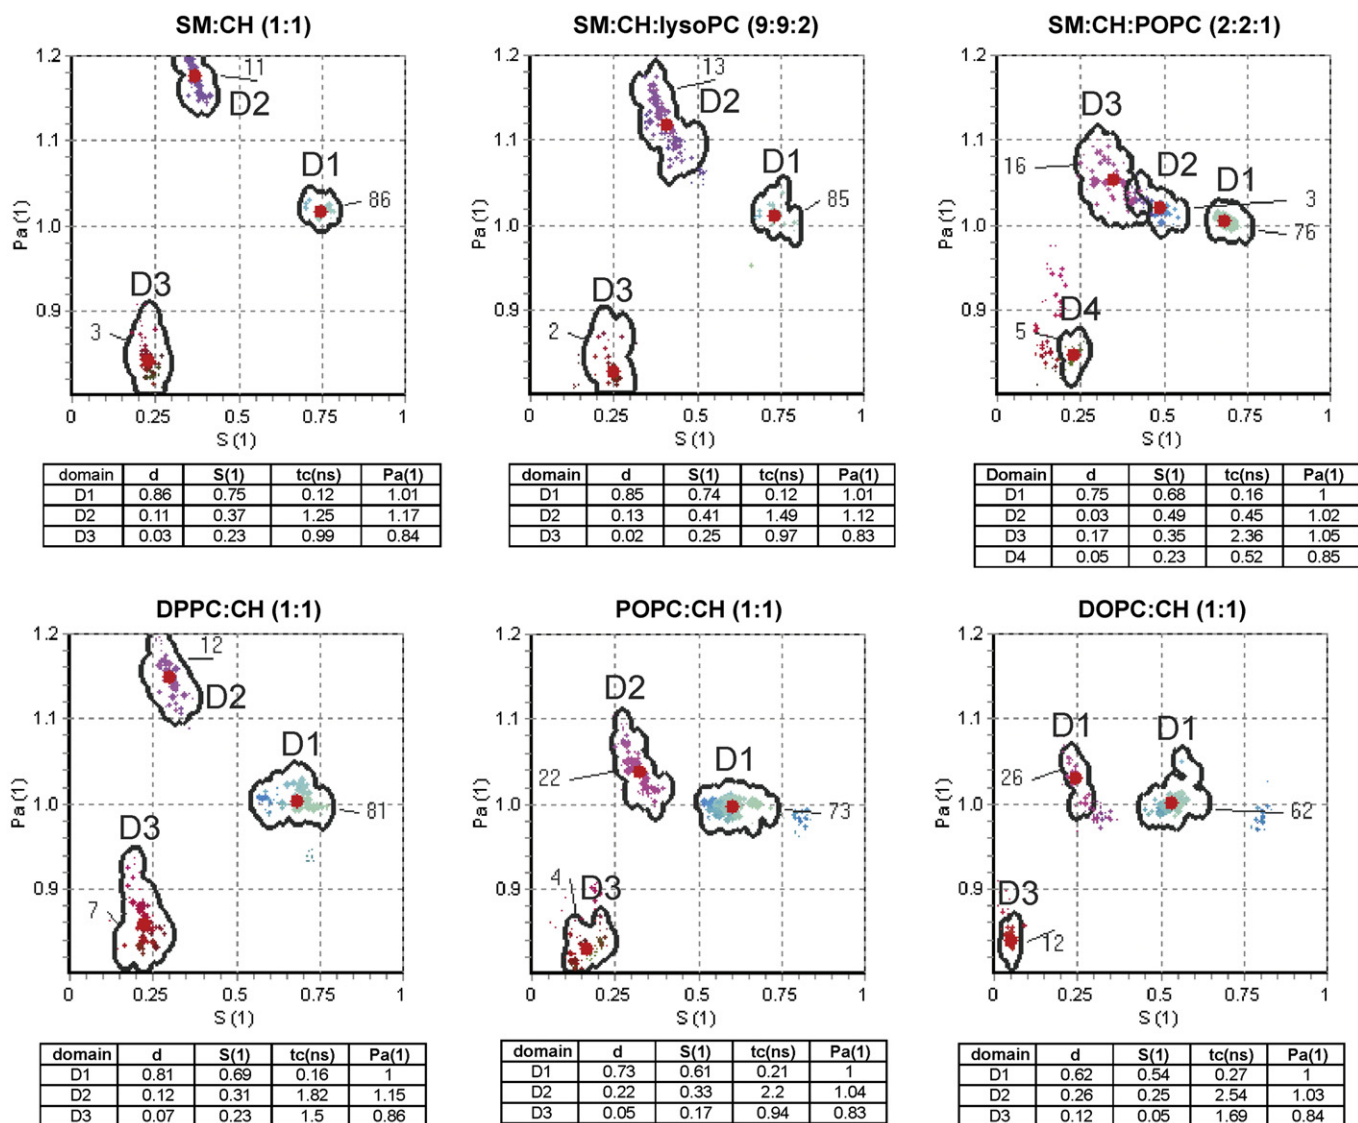 SM:CH (1:1)
SM:CH:lysoPC (9:9:2)
SM:CH:POPC (2:2:1)
1.2
1.1
1.0
0.9
Pa(1)
11
D2
D1
86
D3
3
0
0.25
0.5
0.75
1
S (1)
1.2
1.1
1.0
0.9
Pa(1)
13
D2
D1
85
D3
2
0
0.25
0.5
0.75
1
S (1)
1.2
1.1
1.0
0.9
Pa(1)
D3
16
D2
D1
3
76
D4
5
0
0.25
0.5
0.75
1
S (1)
domain d S(1) tc(ns) Pa(1)
D1 0.86 0.75 0.12 1.01
D2 0.11 0.37 1.25 1.17
D3 0.03 0.23 0.99 0.84
domain d S(1) tc(ns) Pa(1)
D1 0.85 0.74 0.12 1.01
D2 0.13 0.41 1.49 1.12
D3 0.02 0.25 0.97 0.83
Domain d S(1) tc(ns) Pa(1)
D1 0.75 0.68 0.16 1
D2 0.03 0.49 0.45 1.02
D3 0.17 0.35 2.36 1.05
D4 0.05 0.23 0.52 0.85
DPPC:CH (1:1)
POPC:CH (1:1)
DOPC:CH (1:1)
1.2
1.1
1.0
0.9
Pa(1)
12
D2
D1
81
D3
7
0
0.25
0.5
0.75
1
S (1)
1.2
1.1
1.0
0.9
Pa(1)
D2
22
D1
73
4
D3
0
0.25
0.5
0.75
1
S (1)
1.2
1.1
1.0
0.9
Pa(1)
D1
26
D1
62
D3
12
0
0.25
0.5
0.75
1
S (1)
domain d S(1) tc(ns) Pa(1)
D1 0.81 0.69 0.16 1
D2 0.12 0.31 1.82 1.15
D3 0.07 0.23 1.5 0.86
domain d S(1) tc(ns) Pa(1)
D1 0.73 0.61 0.21 1
D2 0.22 0.33 2.2 1.04
D3 0.05 0.17 0.94 0.83
domain d S(1) tc(ns) Pa(1)
D1 0.62 0.54 0.27 1
D2 0.26 0.25 2.54 1.03
D3 0.12 0.05 1.69 0.84